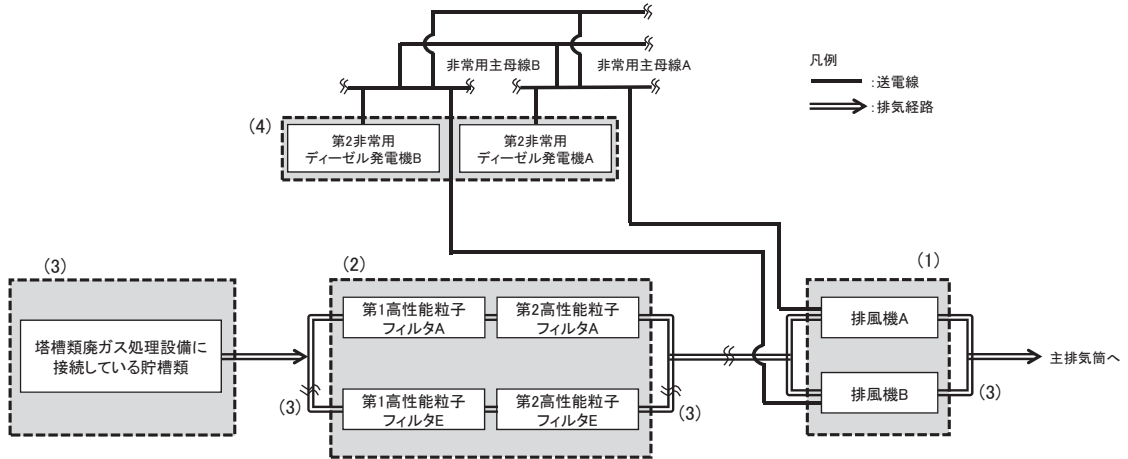 非常用主母線B
非常用主母線A
凡例
:送電線
:排気経路
(4)
第2非常用
ディーゼル発電機B
第2非常用
ディーゼル発電機A
(3)
(2)
(1)
塔槽類廃ガス処理設備に
接続している貯槽類
第1高性能粒子
フィルタA
第2高性能粒子
フィルタA
排風機A
主排気筒へ
(3)
第1高性能粒子
フィルタE
第2高性能粒子
フィルタE
(3)
排風機B
(3)